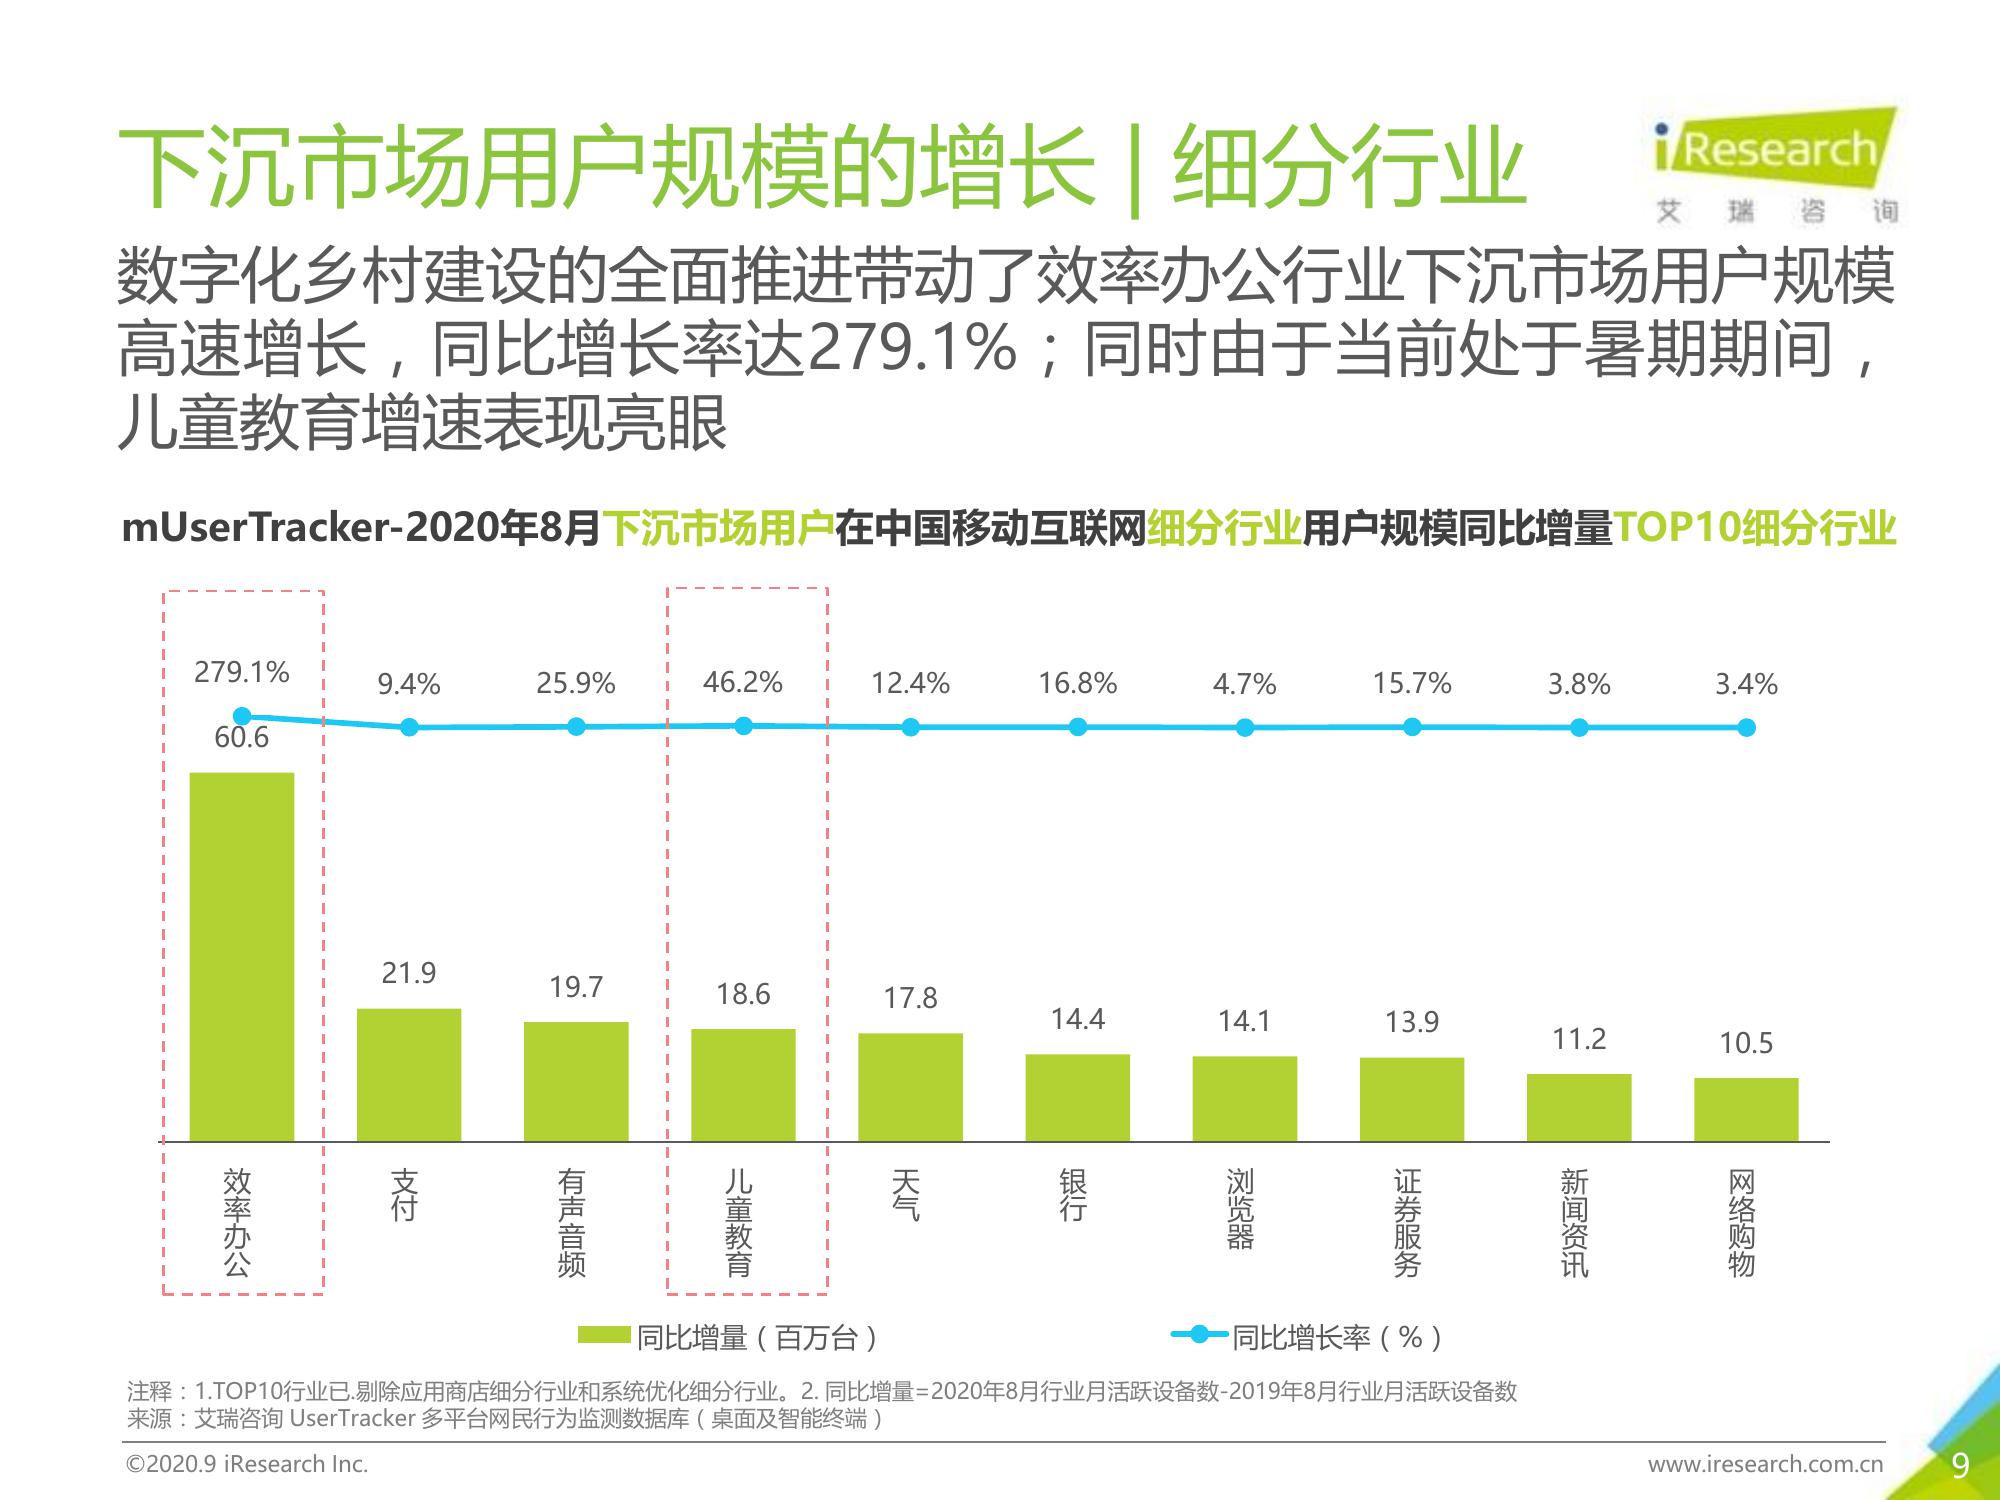 下沉市场用户规模的增长 | 细分行业
iResearch
艾瑞咨询
数字化乡村建设的全面推进带动了效率办公行业下沉市场用户规模
高速增长，同比增长率达279.1%；同时由于当前处于暑期期间，
儿童教育增速表现亮眼
mUserTracker-2020年8月下沉市场用户在中国移动互联网细分行业用户规模同比增量TOP10细分行业
279.1% 9.4% 25.9% 46.2% 12.4% 16.8% 4.7% 15.7% 3.8% 3.4%
60.6 21.9 19.7 18.6 17.8 14.4 14.1 13.9 11.2 10.5
效率办公 支付 有声音频 儿童教育 天气 银行 浏览器 证券服务 新闻资讯 网络购物
同比增量（百万台） 同比增长率（%）
注释：1.TOP10行业已.剔除应用商店细分行业和系统优化细分行业。2. 同比增量=2020年8月行业月活跃设备数-2019年8月行业月活跃设备数
来源：艾瑞咨询 UserTracker 多平台网民行为监测数据库（桌面及智能终端）
©2020.9 iResearch Inc. www.iresearch.com.cn 9